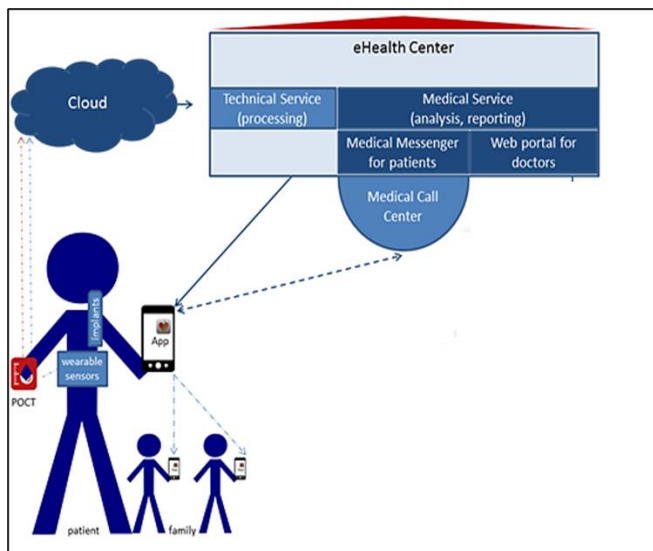 eHealth Center
Cloud
Technical Service
(processing)
Medical Service
(analysis, reporting)
Medical Messenger
for patients
Web portal for
doctors
Medical Call
Center
implants
App
wearable
sensors
POCT
patient
family